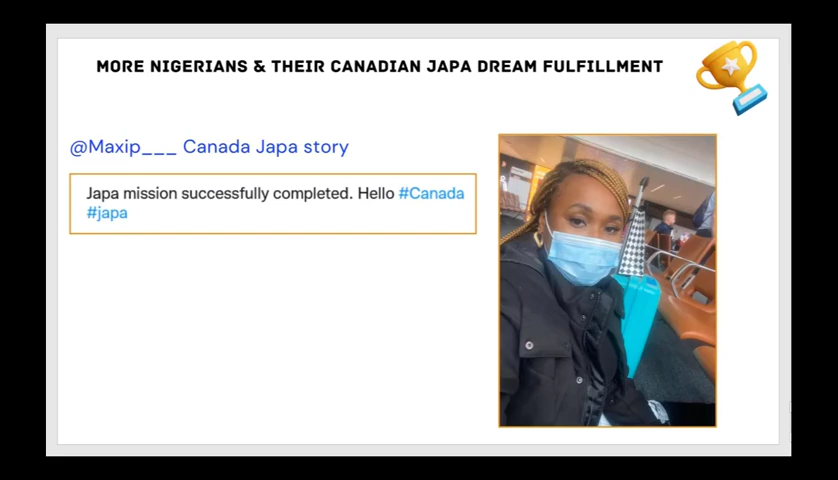 MORE NIGERIANS & THEIR CANADIAN JAPA DREAM FULFILLMENT
@Maxip___ Canada Japa story
Japa mission successfully completed. Hello #Canada
#japa